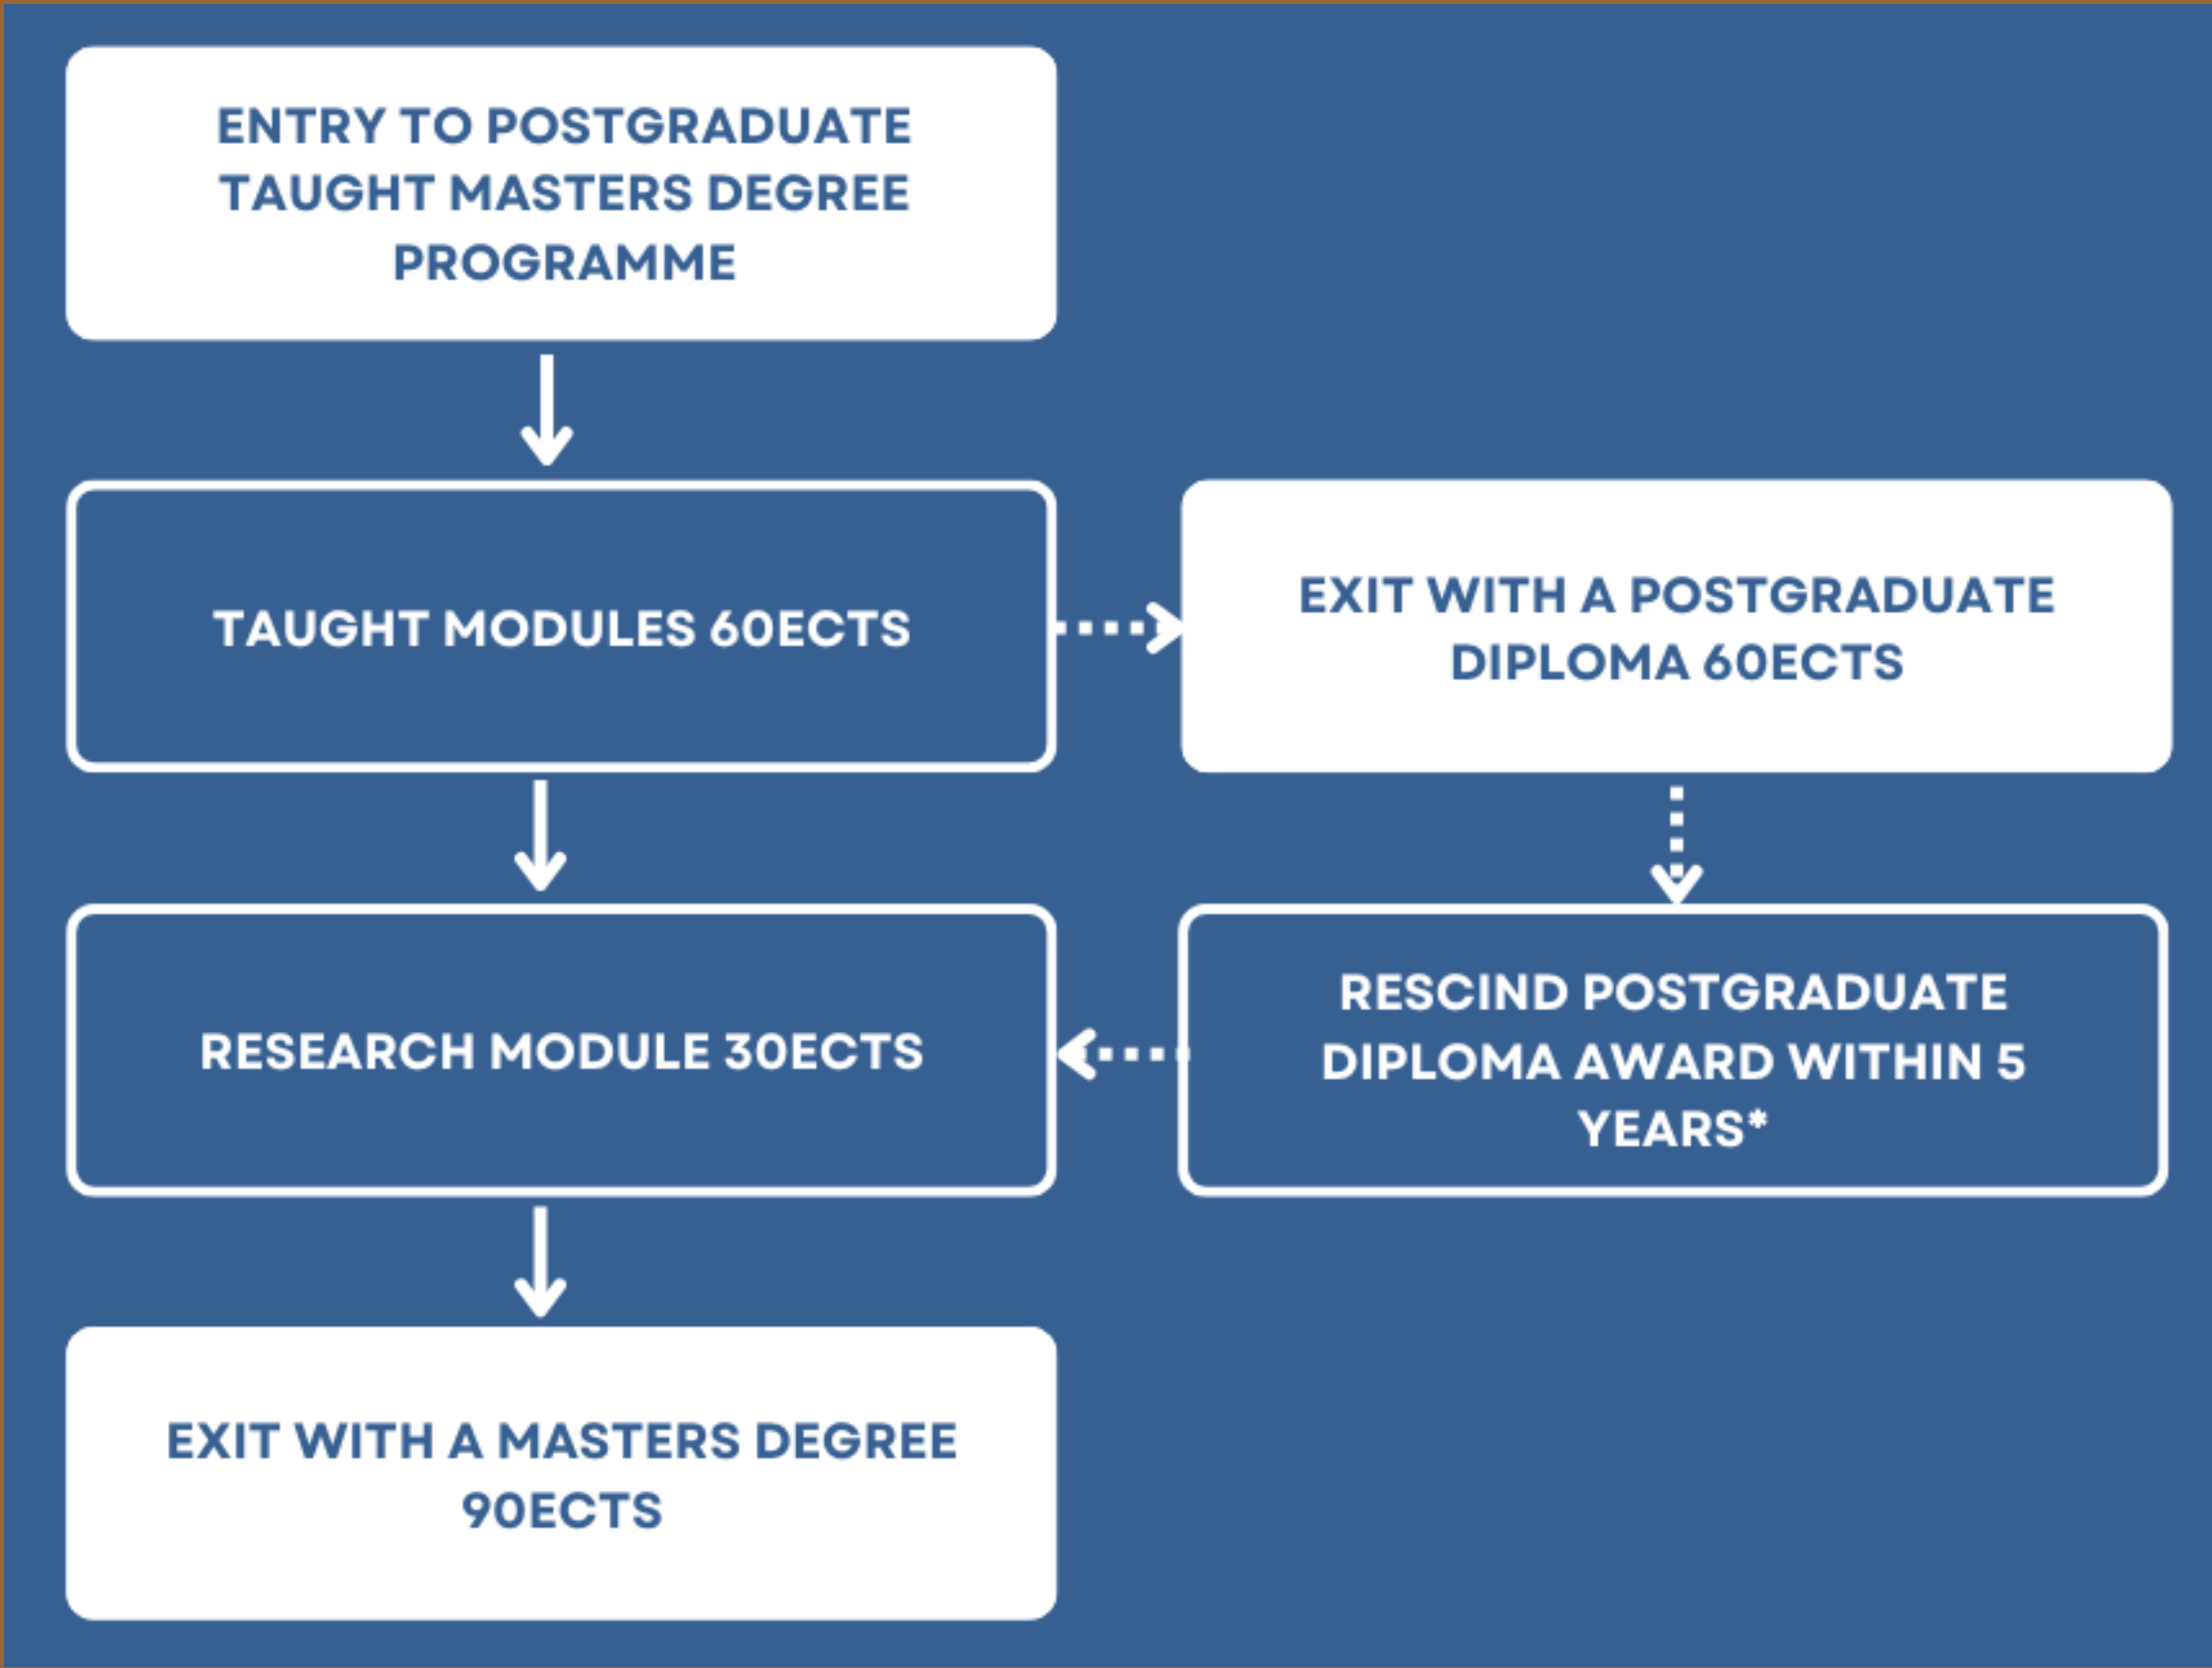 ENTRY TO POSTGRADUATE
TAUGHT MASTERS DEGREE
PROGRAMME
TAUGHT MODULES 60ECTS
EXIT WITH A POSTGRADUATE
DIPLOMA 60ECTS
RESEARCH MODULE 30ECTS
RESCIND POSTGRADUATE
DIPLOMA AWARD WITHIN 5
YEARS*
EXIT WITH A MASTERS DEGREE
90ECTS